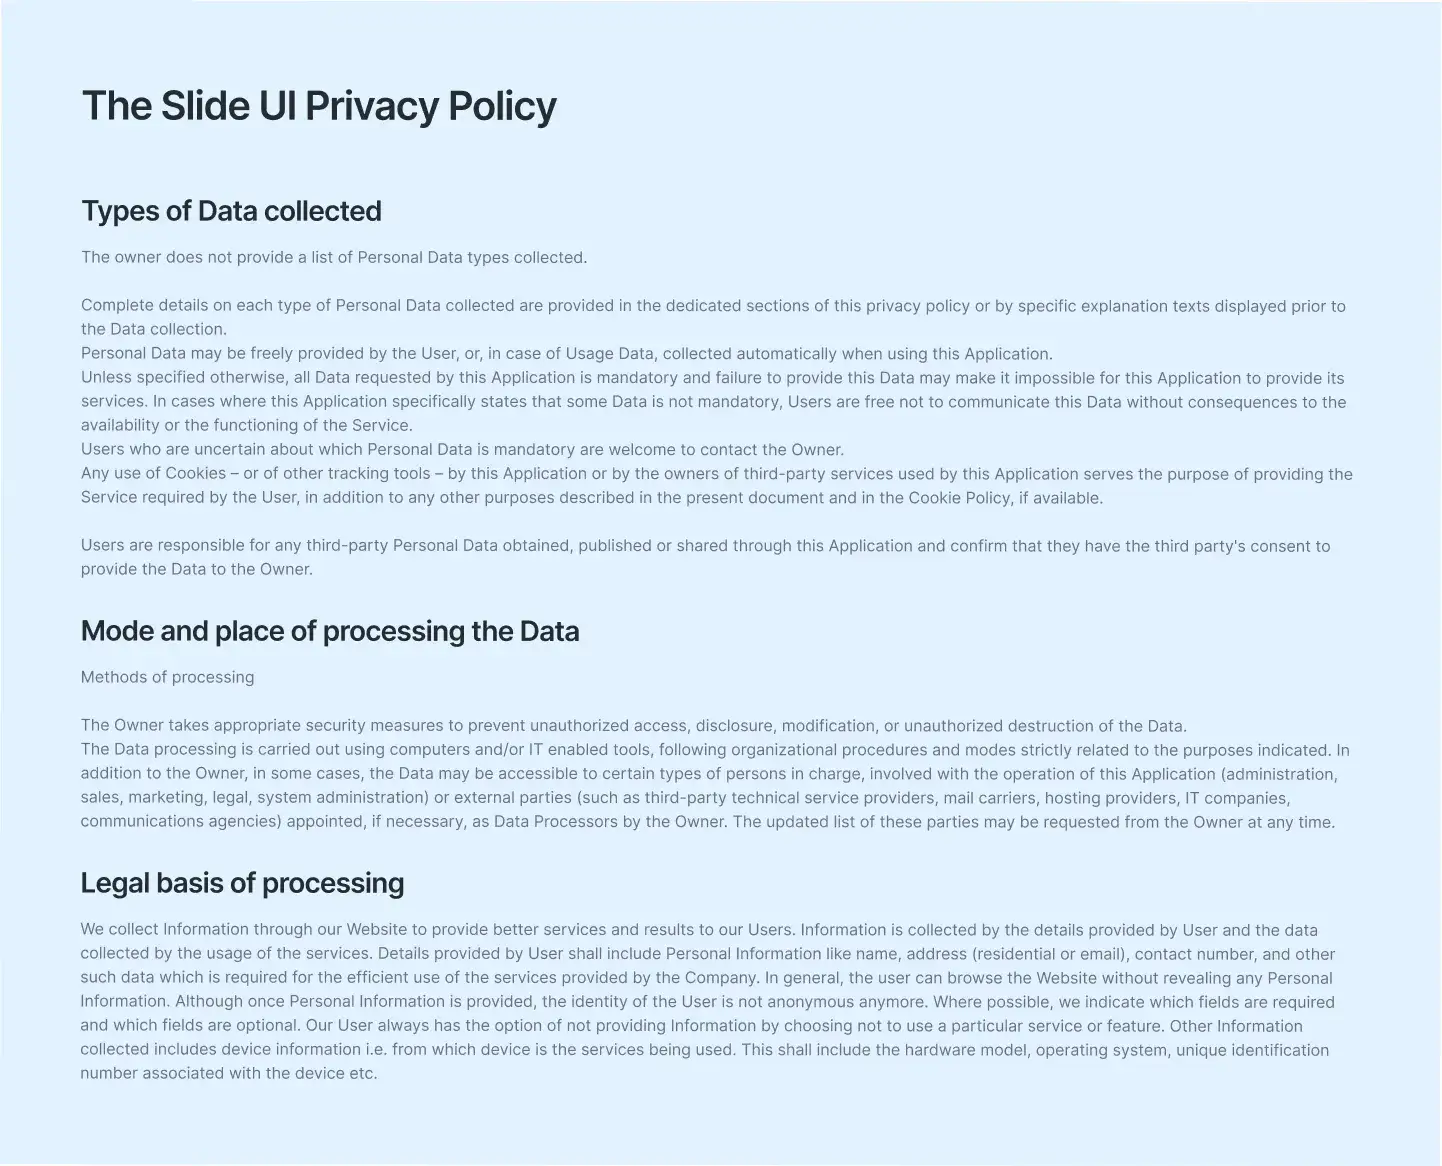 The Slide UI Privacy Policy
Types of Data collected
The owner does not provide a list of Personal Data types collected.
Complete details on each type of Personal Data collected are provided in the dedicated sections of this privacy policy or by specific explanation texts displayed prior to
the Data collection.
Personal Data may be freely provided by the User, or, in case of Usage Data, collected automatically when using this Application.
Unless specified otherwise, all Data requested by this Application is mandatory and failure to provide this Data may make it impossible for this Application to provide its
services. In cases where this Application specifically states that some Data is not mandatory, Users are free not to communicate this Data without consequences to the
availability or the functioning of the Service.
Users who are uncertain about which Personal Data is mandatory are welcome to contact the Owner.
Any use of Cookies – or of other tracking tools – by this Application or by the owners of third-party services used by this Application serves the purpose of providing the
Service required by the User, in addition to any other purposes described in the present document and in the Cookie Policy, if available.
Users are responsible for any third-party Personal Data obtained, published or shared through this Application and confirm that they have the third party's consent to
provide the Data to the Owner.
Mode and place of processing the Data
Methods of processing
The Owner takes appropriate security measures to prevent unauthorized access, disclosure, modification, or unauthorized destruction of the Data.
The Data processing is carried out using computers and/or IT enabled tools, following organizational procedures and modes strictly related to the purposes indicated. In
addition to the Owner, in some cases, the Data may be accessible to certain types of persons in charge, involved with the operation of this Application (administration,
sales, marketing, legal, system administration) or external parties (such as third-party technical service providers, mail carriers, hosting providers, IT companies,
communications agencies) appointed, if necessary, as Data Processors by the Owner. The updated list of these parties may be requested from the Owner at any time.
Legal basis of processing
We collect Information through our Website to provide better services and results to our Users. Information is collected by the details provided by User and the data
collected by the usage of the services. Details provided by User shall include Personal Information like name, address (residential or email), contact number, and other
such data which is required for the efficient use of the services provided by the Company. In general, the user can browse the Website without revealing any Personal
Information. Although once Personal Information is provided, the identity of the User is not anonymous anymore. Where possible, we indicate which fields are required
and which fields are optional. Our User always has the option of not providing Information by choosing not to use a particular service or feature. Other Information
collected includes device information i.e. from which device is the services being used. This shall include the hardware model, operating system, unique identification
number associated with the device etc.